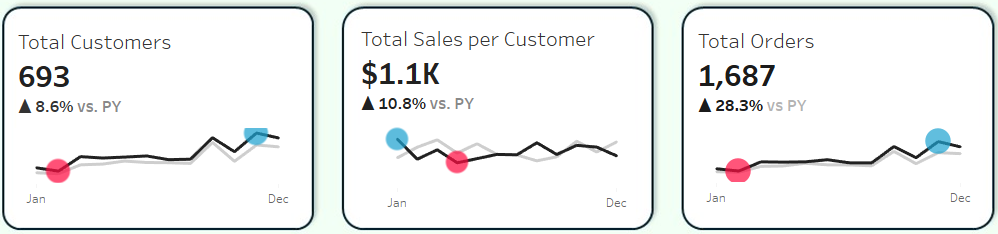 Total Customers
693
▲ 8.6% vs. PY
Jan Dec
Total Sales per Customer
$1.1K
▲ 10.8% vs. PY
Jan Dec
Total Orders
1,687
▲ 28.3% vs PY
Jan Dec